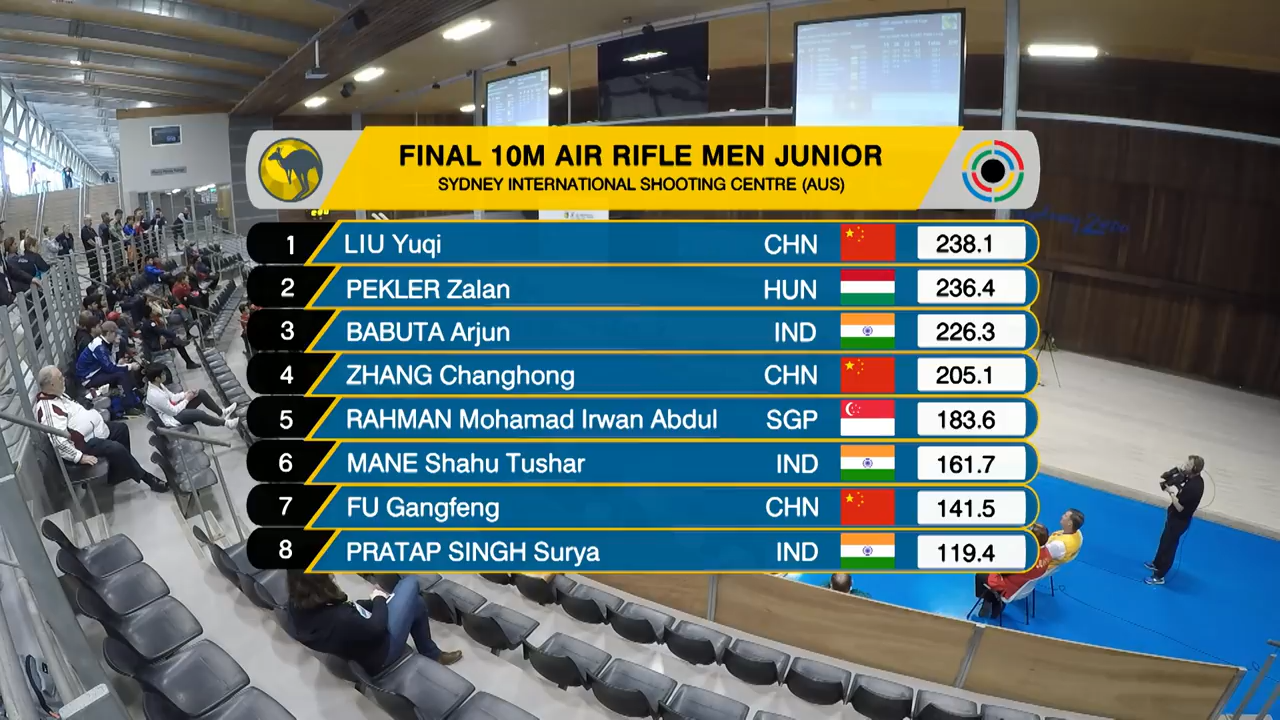 FINAL 10M AIR RIFLE MEN JUNIOR
SYDNEY INTERNATIONAL SHOOTING CENTRE (AUS)
1 LIU Yuqi CHN 238.1
2 PEKLER Zalan HUN 236.4
3 BABUTA Arjun IND 226.3
4 ZHANG Changhong CHN 205.1
5 RAHMAN Mohamad Irwan Abdul SGP 183.6
6 MANE Shahu Tushar IND 161.7
7 FU Gangfeng CHN 141.5
8 PRATAP SINGH Surya IND 119.4